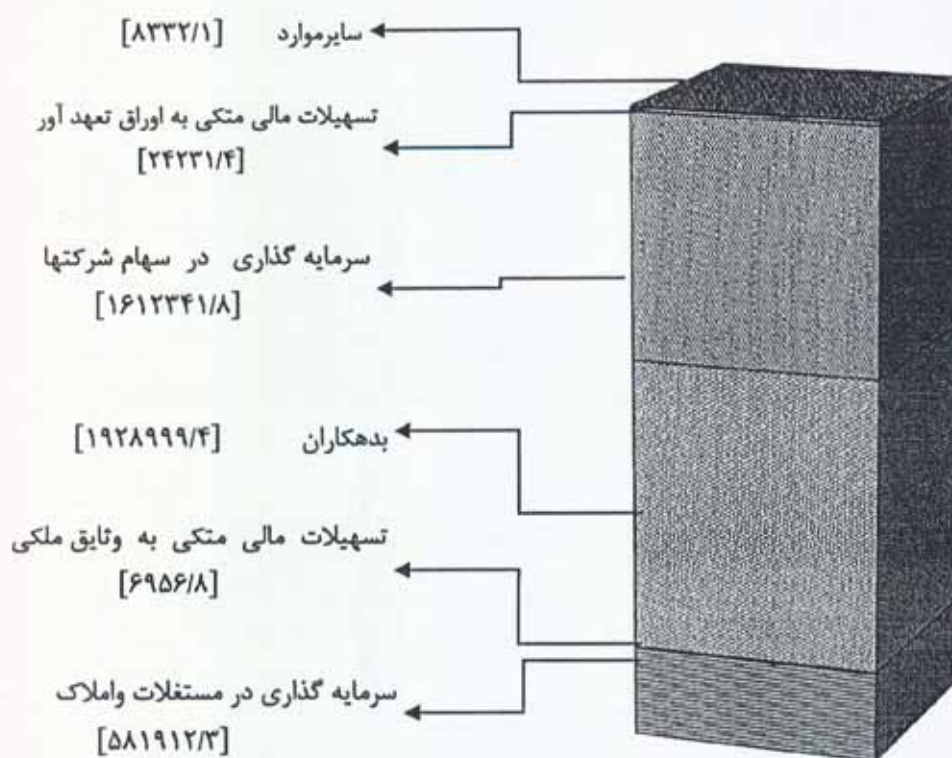 سایرموارد [۸۳۳۲/۱]
تسهیلات مالی متکی به اوراق تعهد آور
[۲۴۲۳۱/۴]
سرمایه گذاری در سهام شرکتها
[۱۶۱۲۳۴۱/۸]
بدهکاران [۱۹۲۸۹۹۹/۴]
تسهیلات مالی متکی به وثایق ملکی
[۶۹۵۶/۸]
سرمایه گذاری در مستغلات واملاک
[۵۸۱۹۱۲/۳]